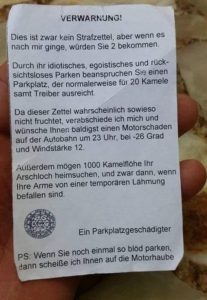 VERWARNUNG!
Dies ist zwar kein Strafzettel, aber wenn es
nach mir ginge, würden Sie 2 bekommen.
Durch ihr idiotisches, egoistisches und rück-
sichtsloses Parken beanspruchen Sie einen
Parkplatz, der normalerweise für 20 Kamele
samt Treiber ausreicht.
Da dieser Zettel wahrscheinlich sowieso
nicht fruchtet, verabschiede ich mich und
wünsche Ihnen baldigst einen Motorschaden
auf der Autobahn um 23 Uhr, bei -26 Grad
und Windstärke 12.
Außerdem mögen 1000 Kamelflöhe Ihr
Arschloch heimsuchen, und zwar dann, wenn
Ihre Arme von einer temporären Lähmung
befallen sind.
Ein Parkplatzgeschädigter
PS: Wenn Sie noch einmal so blöd parken,
dann scheiße ich Ihnen auf die Motorhaube